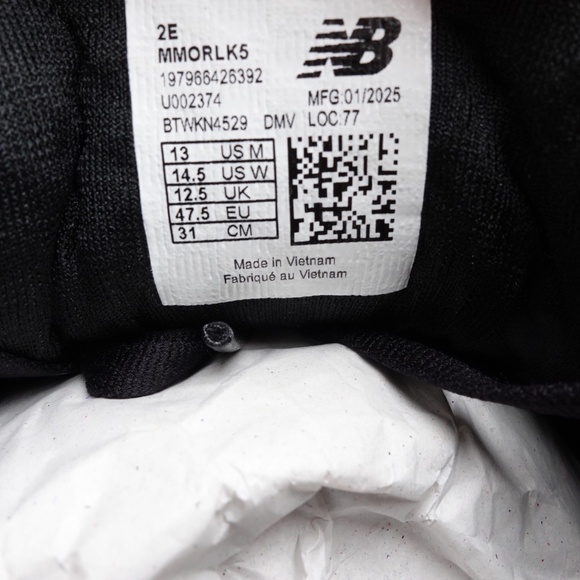 2E
MMORLK5
NB
197966426392
U002374 MFG:01/2025
BTWKN4529 DMV LOC:77
13 US M
14.5 US W
12.5 UK
47.5 EU
31 CM
Made in Vietnam
Fabriqué au Vietnam